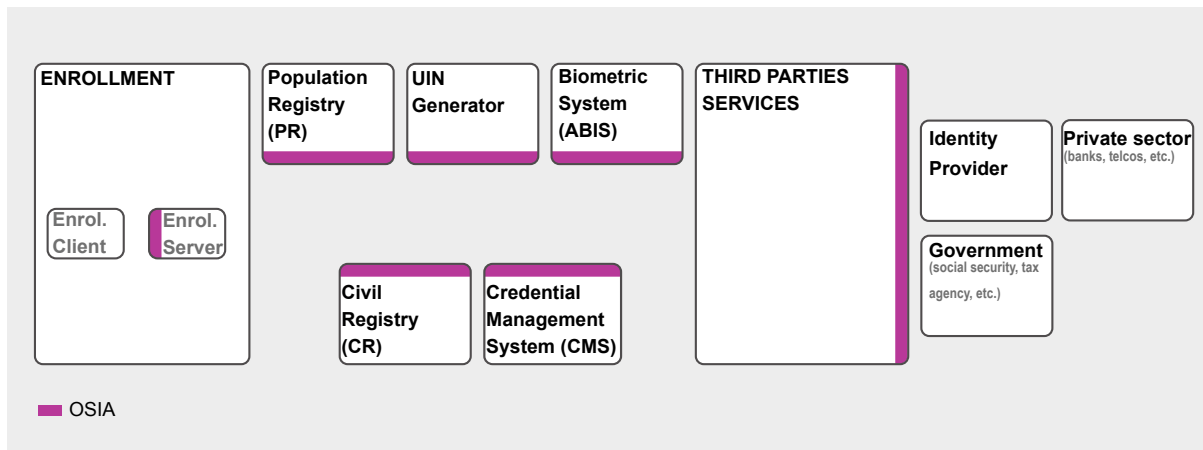 ENROLLMENT
Enrol.
Client
Enrol.
Server
Population
Registry
(PR)
UIN
Generator
Biometric
System
(ABIS)
Civil
Registry
(CR)
Credential
Management
System (CMS)
THIRD PARTIES
SERVICES
Identity
Provider
Private sector
(banks, telcos, etc.)
Government
(social security, tax
agency, etc.)
OSIA